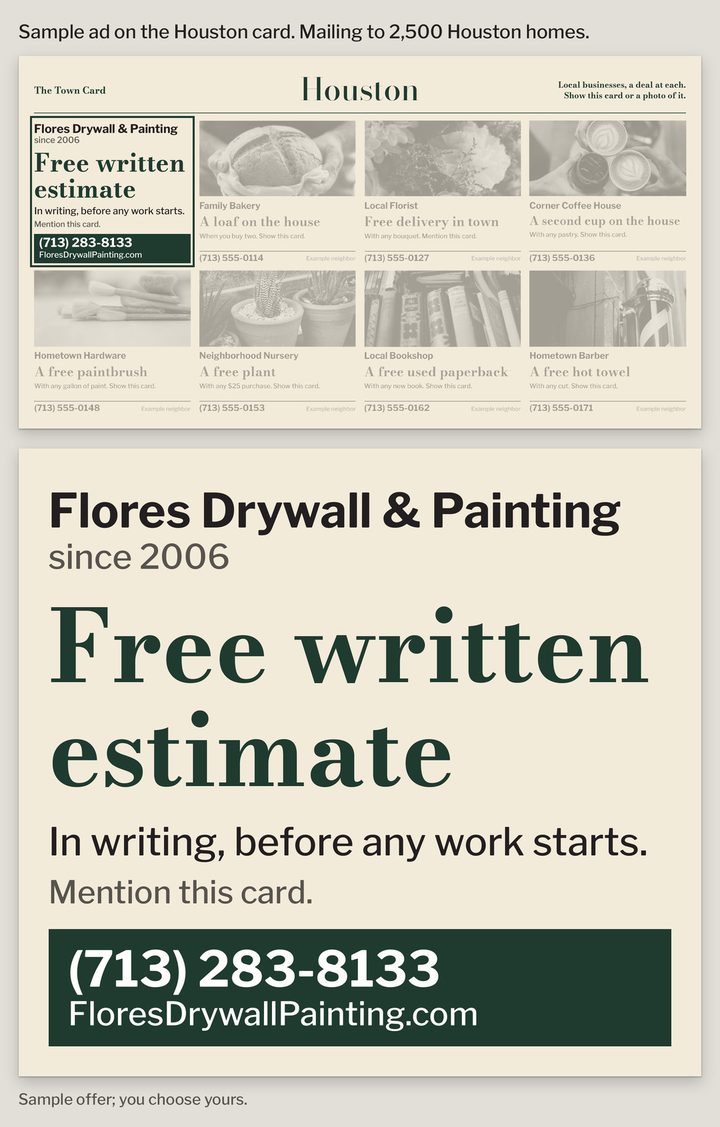 Sample ad on the Houston card. Mailing to 2,500 Houston homes.
The Town Card
Houston
Local businesses, a deal at each.
Show this card or a photo of it.
Flores Drywall & Painting
since 2006
Free written
estimate
In writing, before any work starts.
Mention this card.
(713) 283-8133
FloresDrywallPainting.com
Family Bakery
A loaf on the house
When you buy two. Show this card.
(713) 555-0114
Example neighbor
Local Florist
Free delivery in town
With any bouquet. Mention this card.
(713) 555-0127
Example neighbor
Corner Coffee House
A second cup on the house
With any pastry. Show this card.
(713) 555-0136
Example neighbor
Hometown Hardware
A free paintbrush
With any gallon of paint. Show this card.
(713) 555-0148
Example neighbor
Neighborhood Nursery
A free plant
With any $25 purchase. Show this card.
(713) 555-0153
Example neighbor
Local Bookshop
A free used paperback
With any new book. Show this card.
(713) 555-0162
Example neighbor
Hometown Barber
A free hot towel
With any cut. Show this card.
(713) 555-0171
Example neighbor
Flores Drywall & Painting
since 2006
Free written
estimate
In writing, before any work starts.
Mention this card.
(713) 283-8133
FloresDrywallPainting.com
Sample offer; you choose yours.